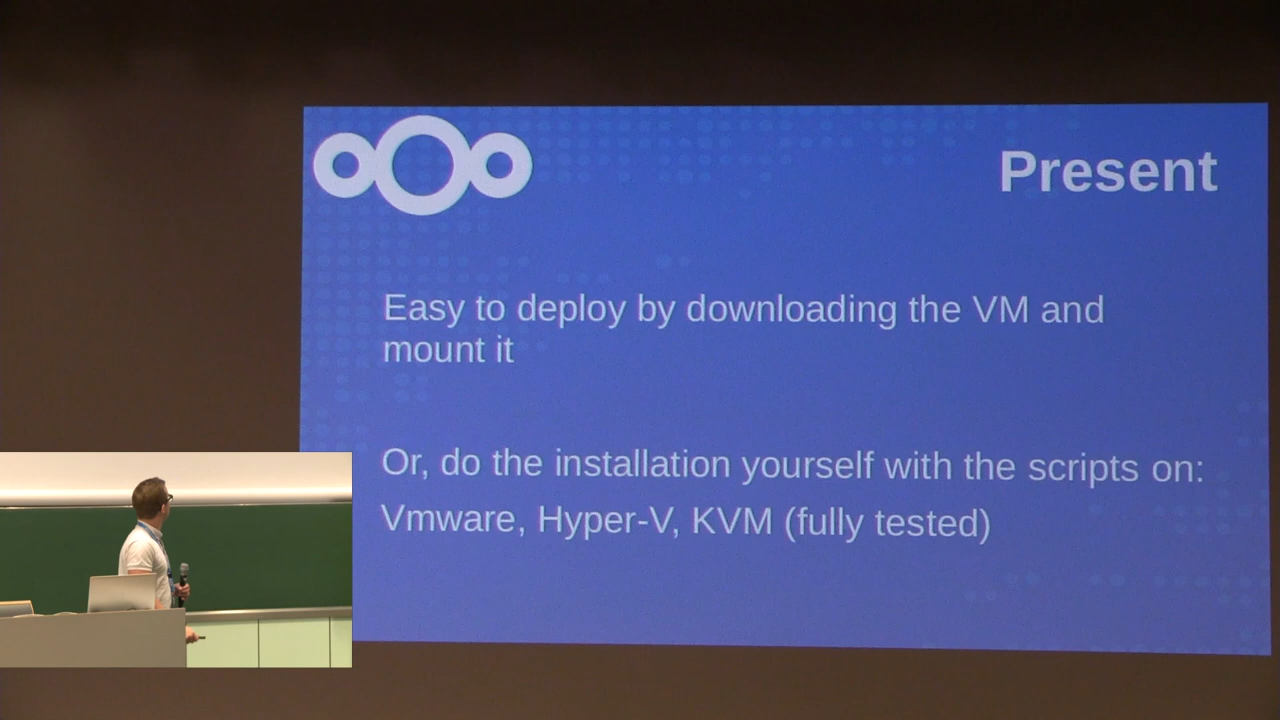 Present
Easy to deploy by downloading the VM and
mount it
Or, do the installation yourself with the scripts on:
Vmware, Hyper-V, KVM (fully tested)